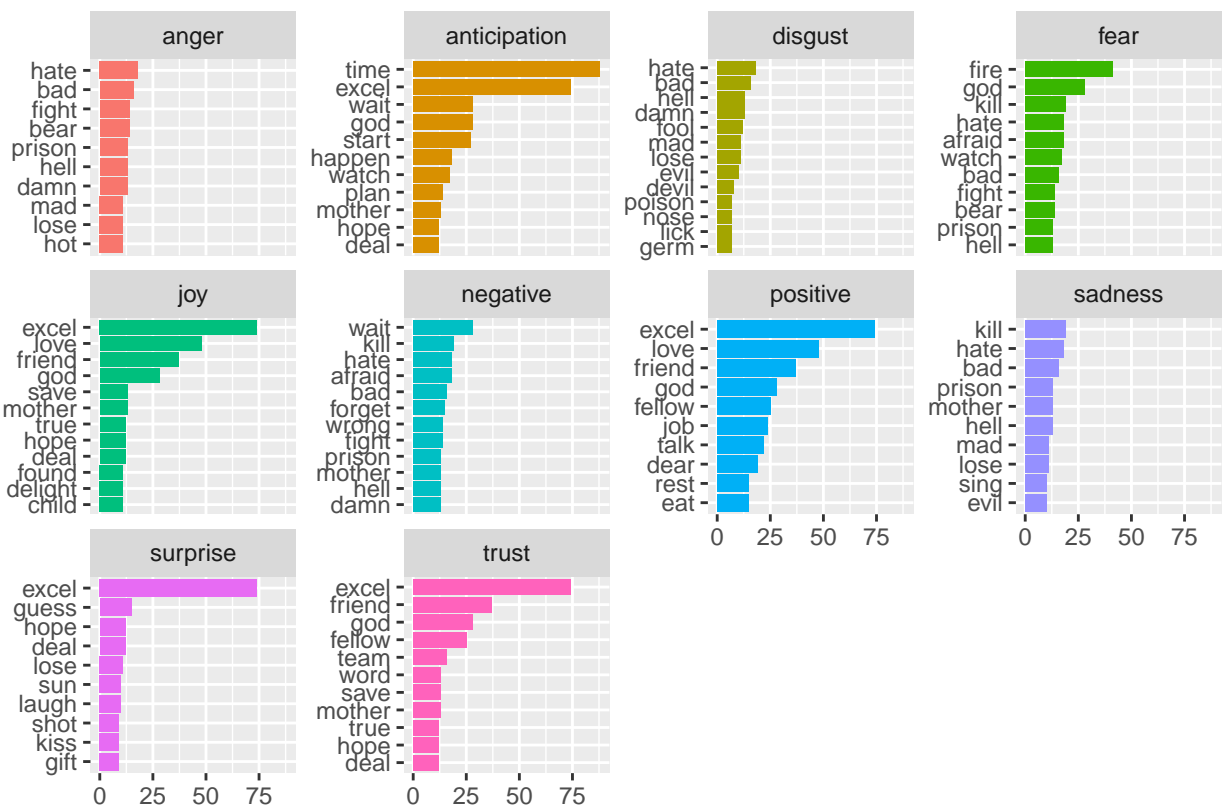 anger
hate
bad
fight
bear
prison
hell
damn
mad
lose
hot
anticipation
time
excel
wait
god
start
happen
watch
plan
mother
hope
deal
disgust
hate
bad
hell
damn
fool
mad
lose
evil
devil
poison
nose
lick
germ
fear
fire
god
kill
hate
afraid
watch
bad
fight
bear
prison
hell
joy
excel
love
friend
god
save
mother
true
hope
deal
found
delight
child
negative
wait
kill
hate
afraid
bad
forget
wrong
fight
prison
mother
hell
damn
positive
excel
love
friend
god
fellow
job
talk
dear
rest
eat
0 25 50 75
sadness
kill
hate
bad
prison
mother
hell
mad
lose
sing
evil
0 25 50 75
surprise
excel
guess
hope
deal
lose
sun
laugh
shot
kiss
gift
0 25 50 75
trust
excel
friend
god
fellow
team
word
save
mother
true
hope
deal
0 25 50 75